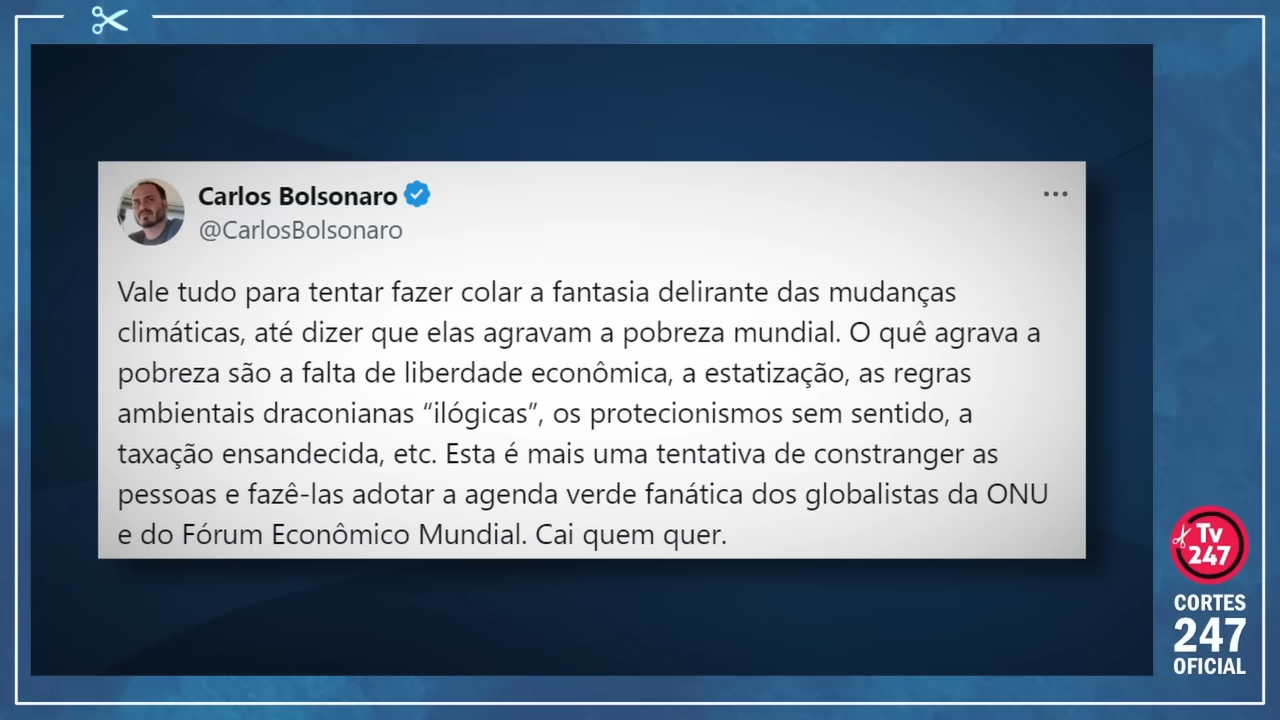 Carlos Bolsonaro
@CarlosBolsonaro
Vale tudo para tentar fazer colar a fantasia delirante das mudanças
climáticas, até dizer que elas agravam a pobreza mundial. O quê agrava a
pobreza são a falta de liberdade econômica, a estatização, as regras
ambientais draconianas “ilógicas”, os protecionismos sem sentido, a
taxação ensandecida, etc. Esta é mais uma tentativa de constranger as
pessoas e fazê-las adotar a agenda verde fanática dos globalistas da ONU
e do Fórum Econômico Mundial. Cai quem quer.
Tv
247
CORTES
247
OFICIAL